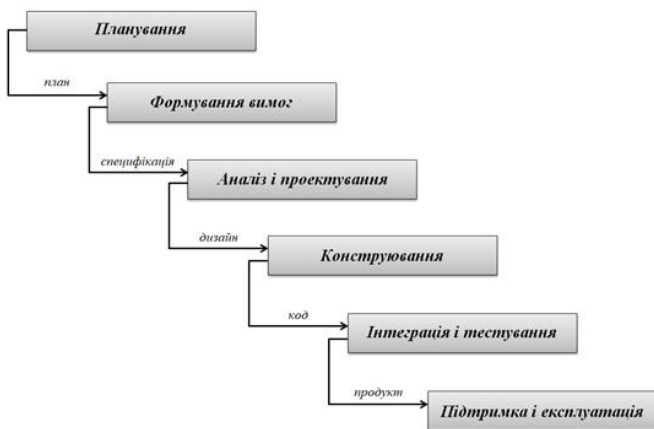 Планування
план
Формування вимог
специфікація
Аналіз і проектування
дизайн
Конструювання
код
Інтеграція і тестування
продукт
Підтримка і експлуатація